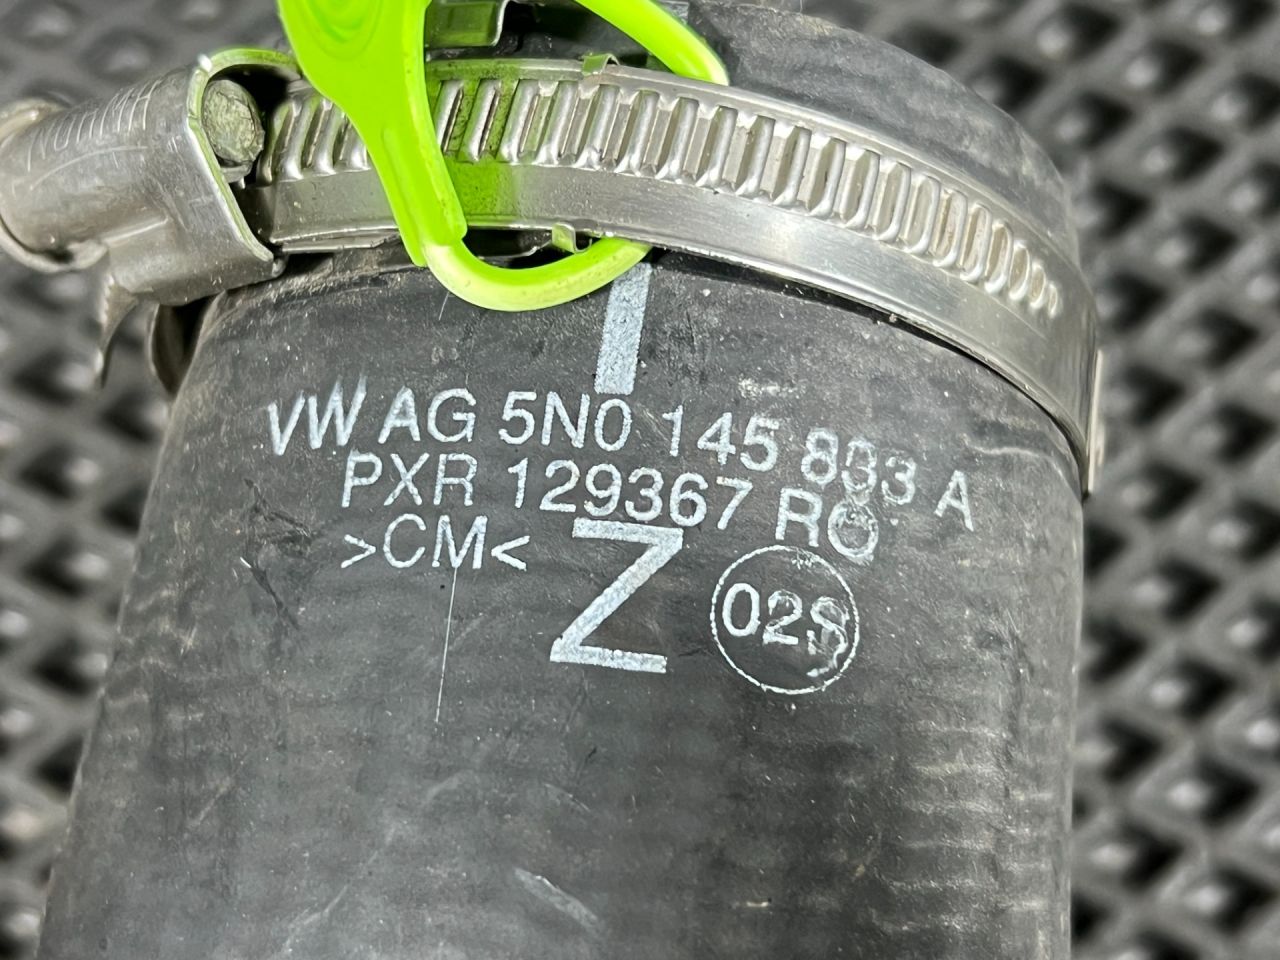 VW AG 5N0 145 833 A
PXR 129367 RO
>CM<
Z
02S